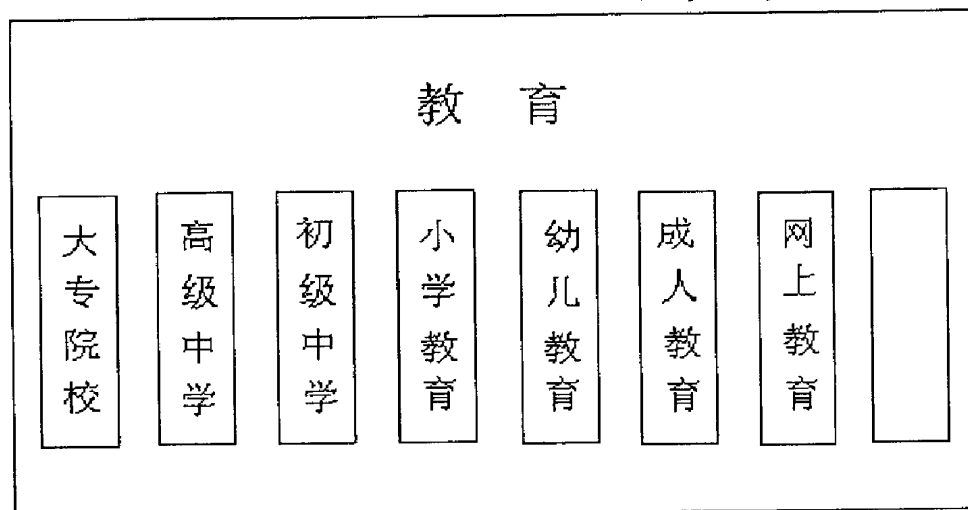 教 育
大专院校
高级中学
初级中学
小学教育
幼儿教育
成人教育
网上教育